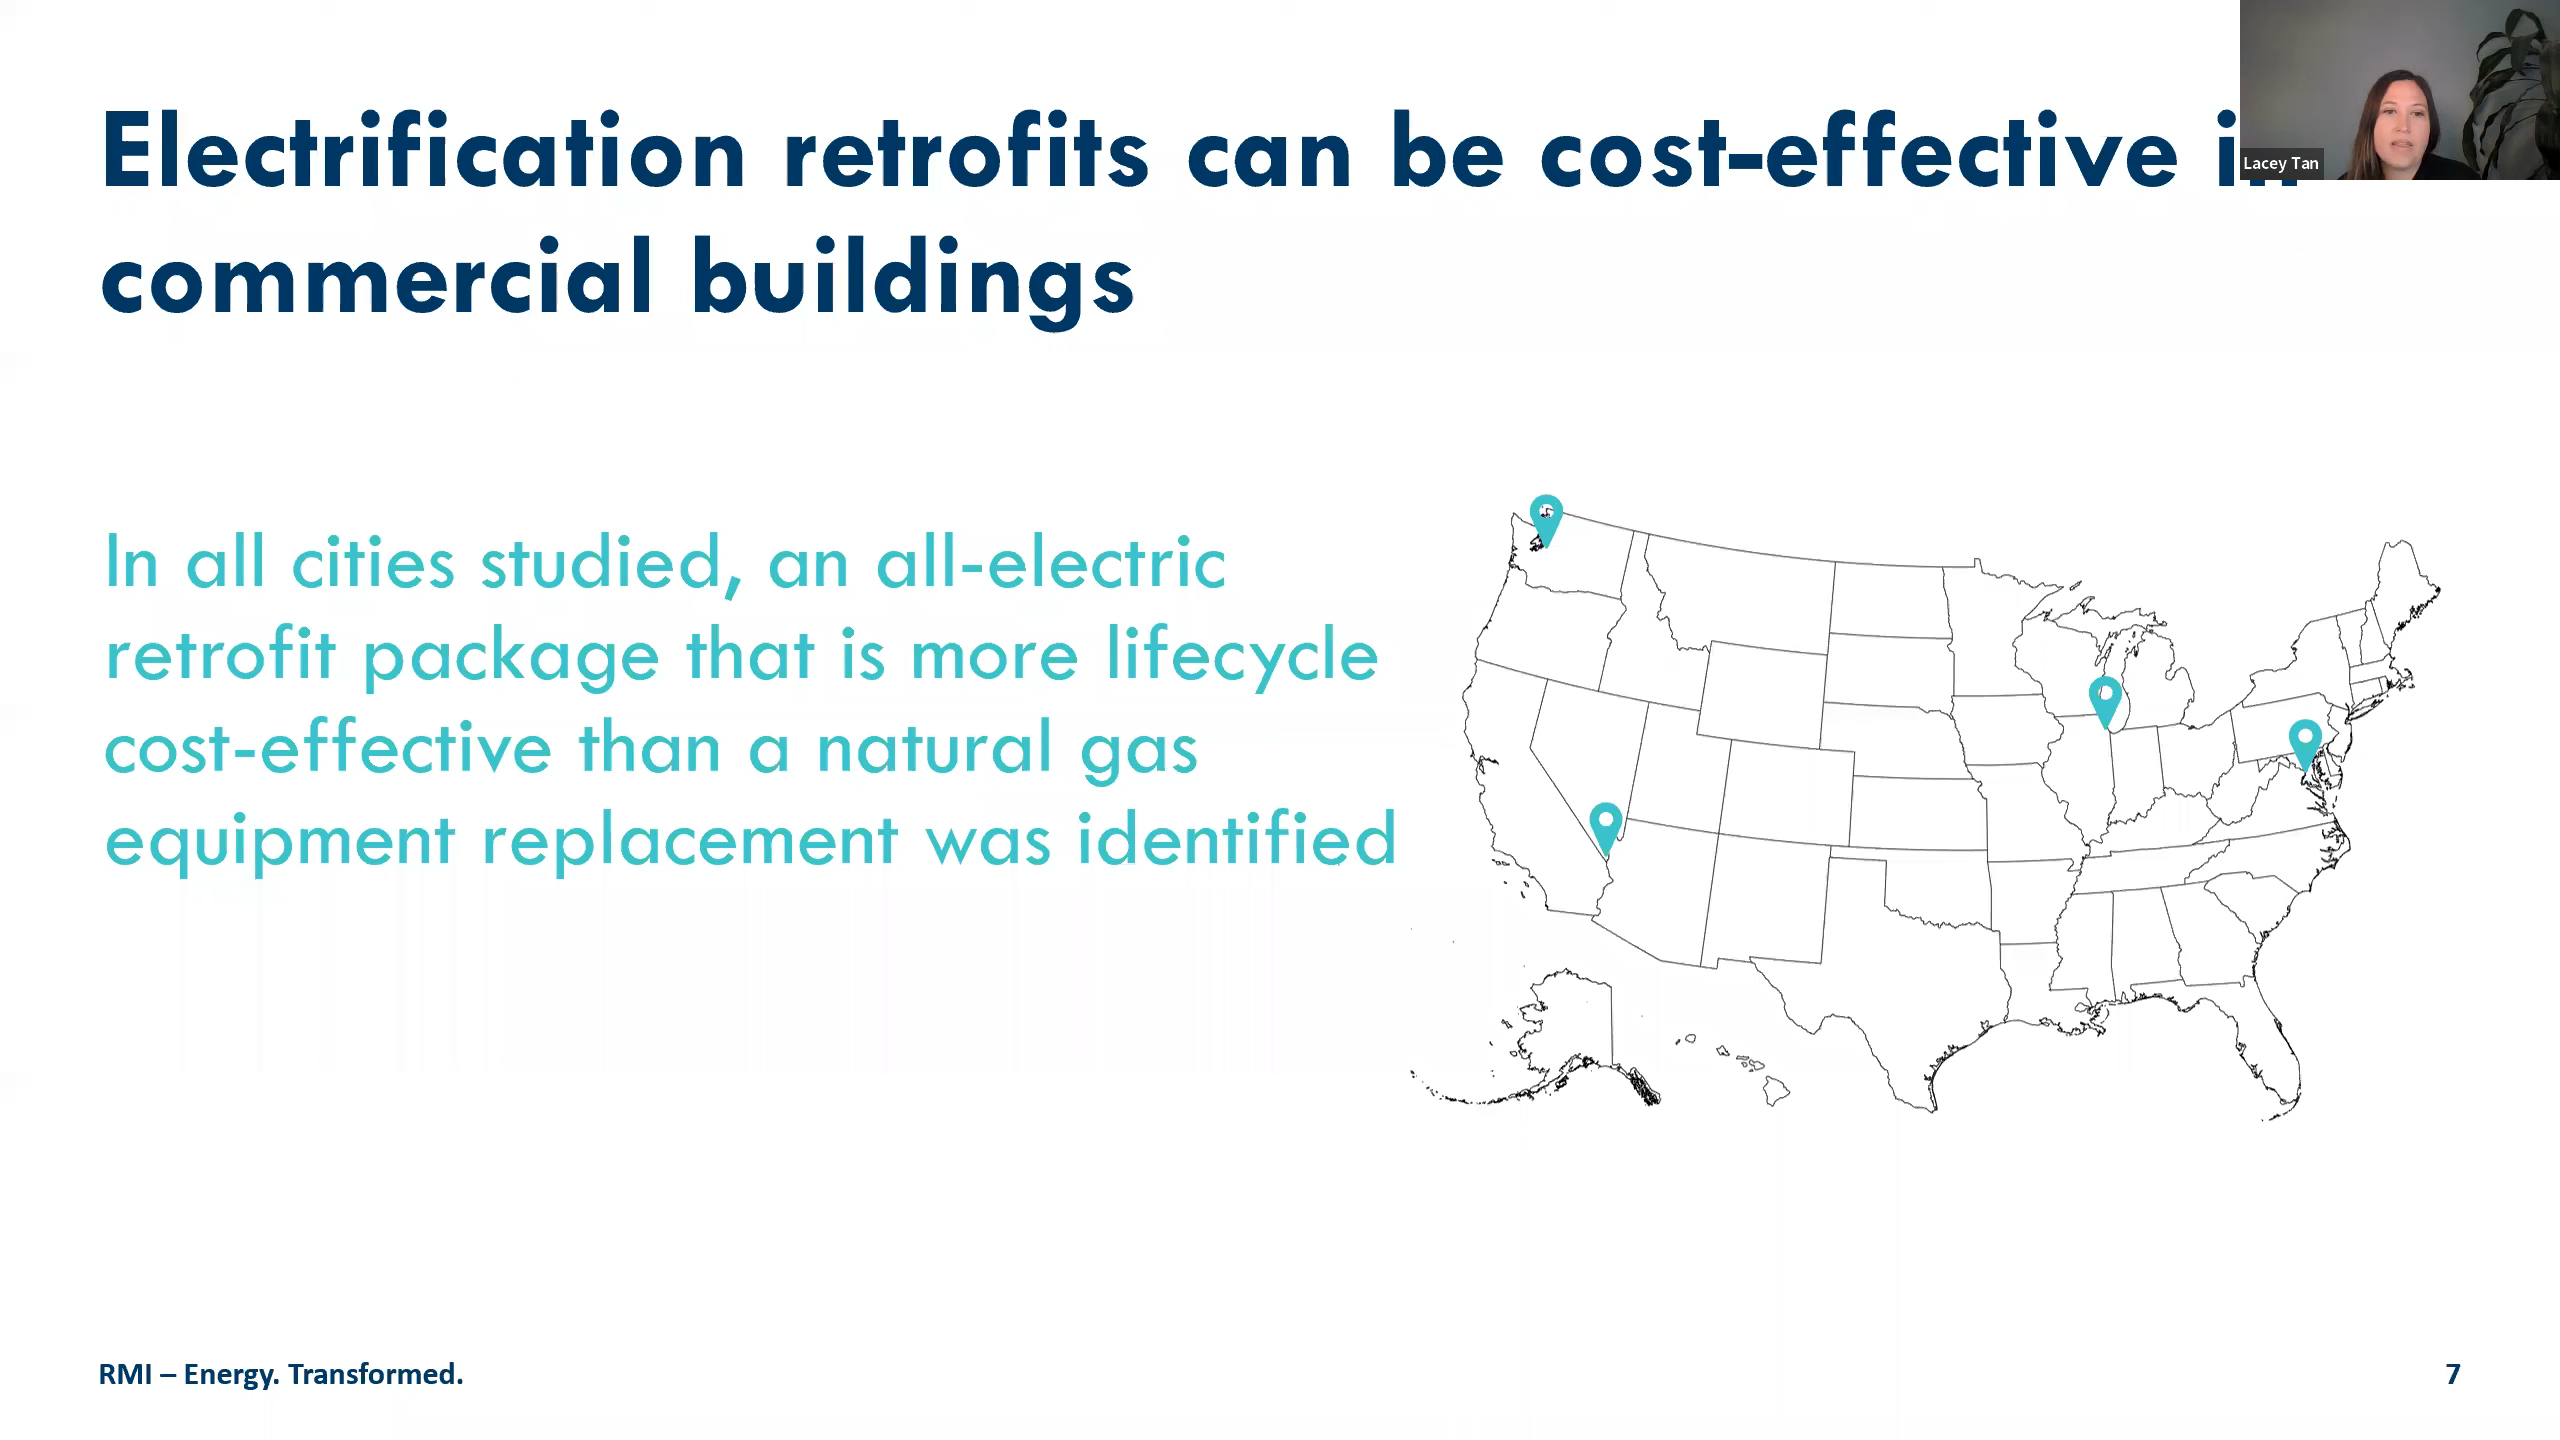 Electrification retrofits can be cost-effective in
commercial buildings
Lacey Tan
In all cities studied, an all-electric
retrofit package that is more lifecycle
cost-effective than a natural gas
equipment replacement was identified
RMI – Energy. Transformed.
7